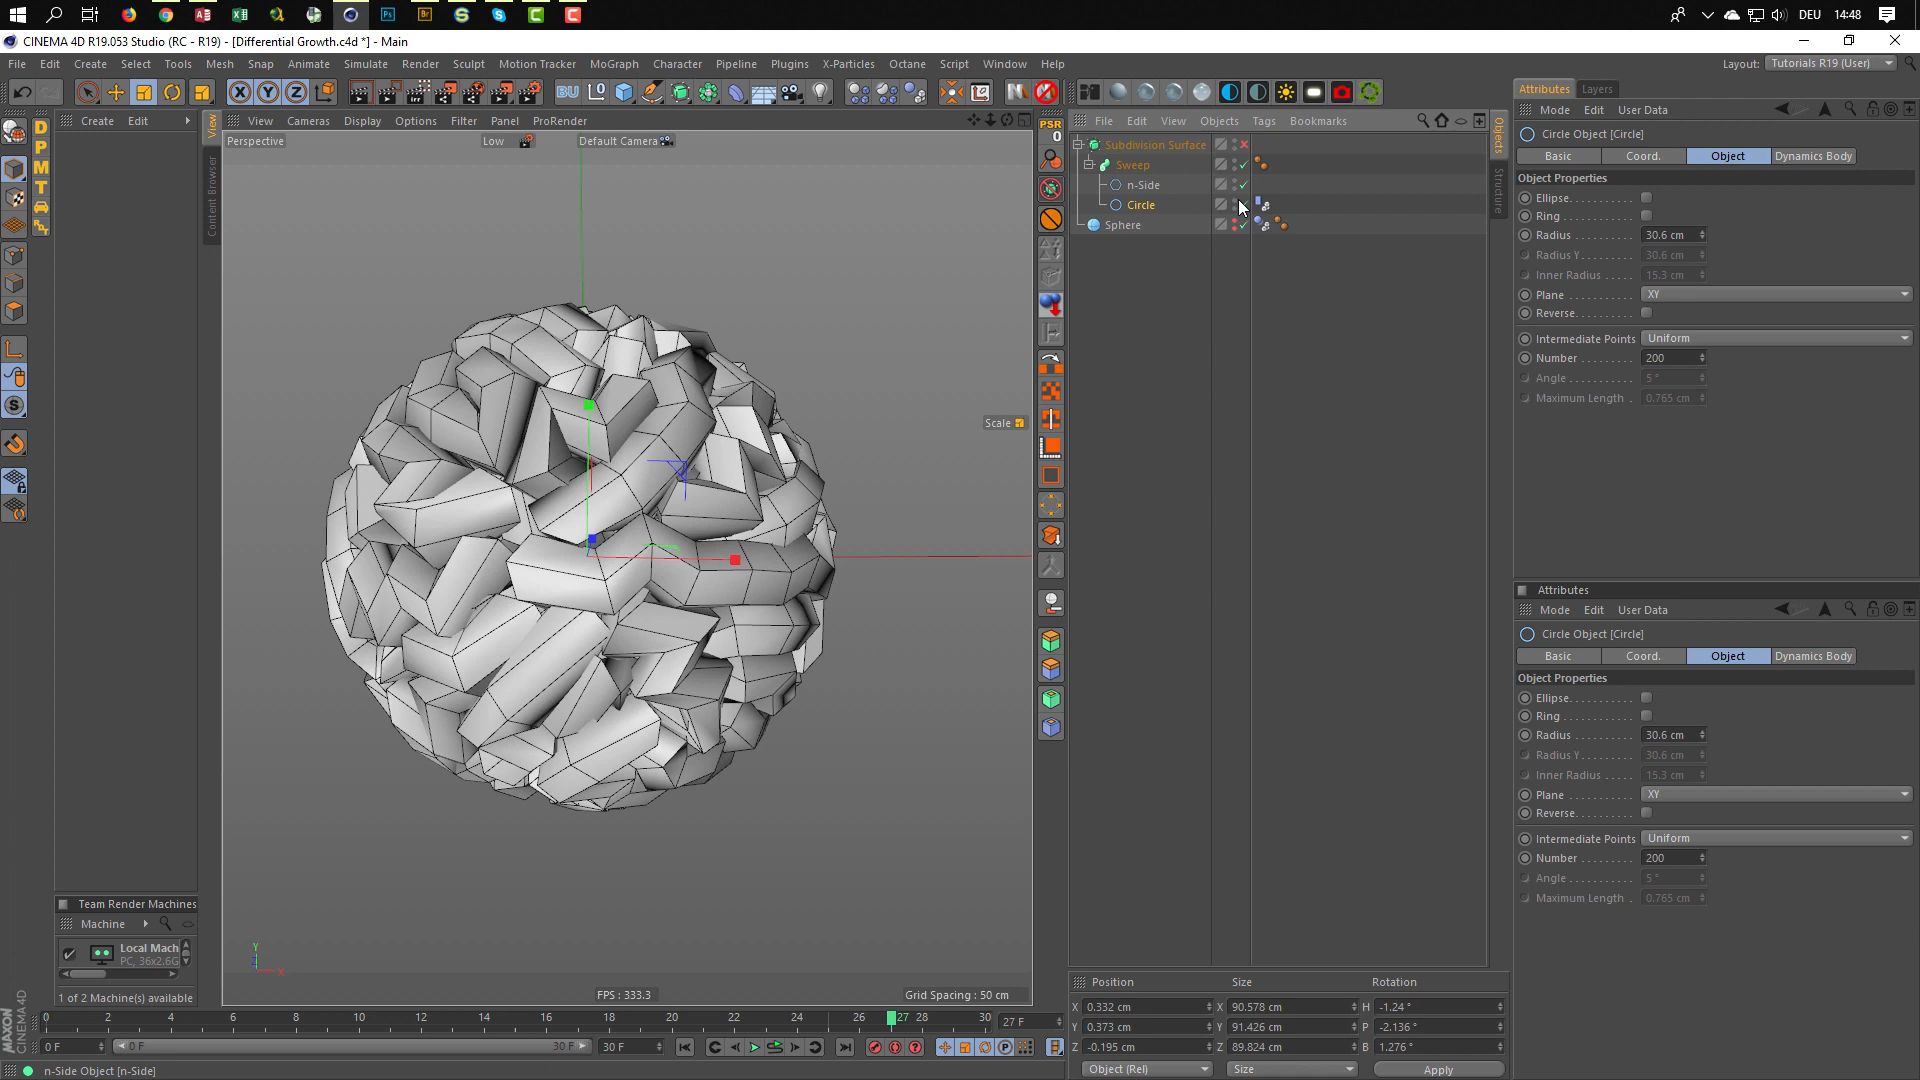 DEU
14:48
CINEMA 4D R19.053 Studio (RC - R19) - [Differential Growth.c4d *] - Main
File Edit Create Select Tools Mesh Snap Animate Simulate Render Sculpt Motion Tracker MoGraph Character Pipeline Plugins X-Particles Octane Script Window Help
Layout: Tutorials R19 (User)
Attributes Layers
Mode Edit User Data
Create Edit
View
Content Browser
View Cameras Display Options Filter Panel ProRender
Perspective
Low
Default Camera
PSR
0
File Edit View Objects Tags Bookmarks
Objects
Structure
Subdivision Surface
Sweep
n-Side
Circle
Sphere
D
P
M
T
Circle Object [Circle]
Basic Coord. Object Dynamics Body
Object Properties
Ellipse
Ring
Radius 30.6 cm
Radius Y 30.6 cm
Inner Radius 15.3 cm
Plane XY
Reverse
Intermediate Points Uniform
Number 200
Angle 5 °
Maximum Length 0.765 cm
Scale
Attributes
Mode Edit User Data
Circle Object [Circle]
Basic Coord. Object Dynamics Body
Object Properties
Ellipse
Ring
Radius 30.6 cm
Radius Y 30.6 cm
Inner Radius 15.3 cm
Plane XY
Reverse
Intermediate Points Uniform
Number 200
Angle 5 °
Maximum Length 0.765 cm
Team Render Machines
Machine
Local Mach
PC, 36x2.6G
1 of 2 Machine(s) available
Y
X
FPS : 333.3
Grid Spacing : 50 cm
0 2 4 6 8 10 12 14 16 18 20 22 24 26 27 28 30
27 F
0 F
0 F
30 F
30 F
Position Size Rotation
X 0.332 cm X 90.578 cm H -1.24 °
Y 0.373 cm Y 91.426 cm P -2.136 °
Z -0.195 cm Z 89.824 cm B 1.276 °
Object (Rel) Size Apply
MAXON
CINEMA 4D
n-Side Object [n-Side]